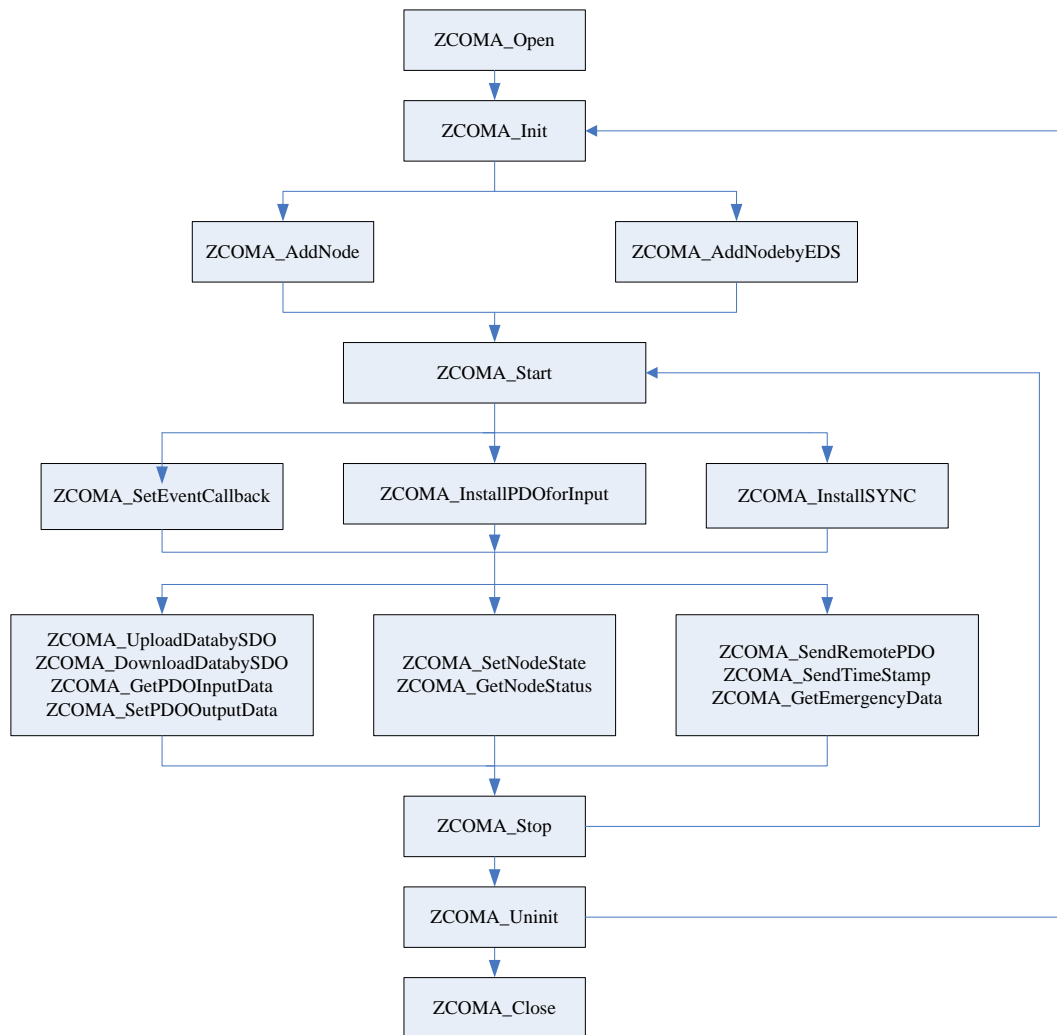 ZCOMA_Open
ZCOMA_Init
ZCOMA_AddNode
ZCOMA_AddNodebyEDS
ZCOMA_Start
ZCOMA_SetEventCallback
ZCOMA_InstallPDOforInput
ZCOMA_InstallSYNC
ZCOMA_UploadDatabySDO
ZCOMA_DownloadDatabySDO
ZCOMA_GetPDOInputData
ZCOMA_SetPDOOutputData
ZCOMA_SetNodeState
ZCOMA_GetNodeStatus
ZCOMA_SendRemotePDO
ZCOMA_SendTimeStamp
ZCOMA_GetEmergencyData
ZCOMA_Stop
ZCOMA_Uninit
ZCOMA_Close